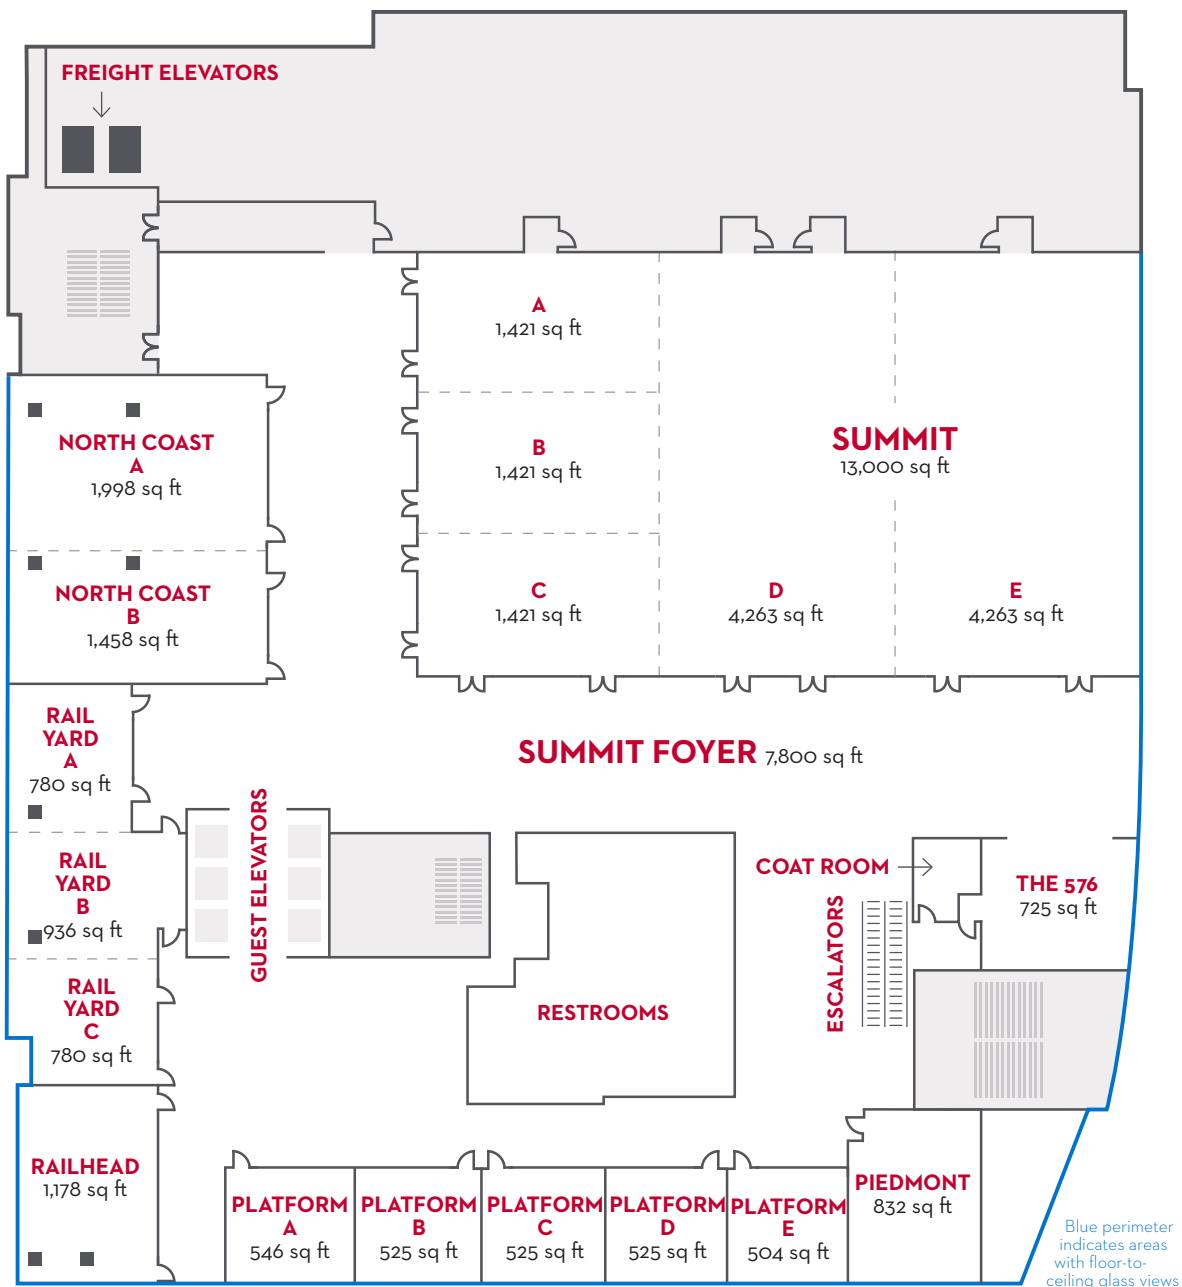 FREIGHT ELEVATORS
A
1,421 sq ft
B
1,421 sq ft
SUMMIT
13,000 sq ft
NORTH COAST
A
1,998 sq ft
NORTH COAST
B
1,458 sq ft
C
1,421 sq ft
D
4,263 sq ft
E
4,263 sq ft
RAIL
YARD
A
780 sq ft
SUMMIT FOYER 7,800 sq ft
GUEST ELEVATORS
RAIL
YARD
B
936 sq ft
COAT ROOM
THE 576
725 sq ft
ESCALATORS
RAIL
YARD
C
780 sq ft
RESTROOMS
RAILHEAD
1,178 sq ft
PLATFORM
A
546 sq ft
PLATFORM
B
525 sq ft
PLATFORM
C
525 sq ft
PLATFORM
D
525 sq ft
PLATFORM
E
504 sq ft
PIEDMONT
832 sq ft
Blue perimeter
indicates areas
with floor-to-
ceiling glass views